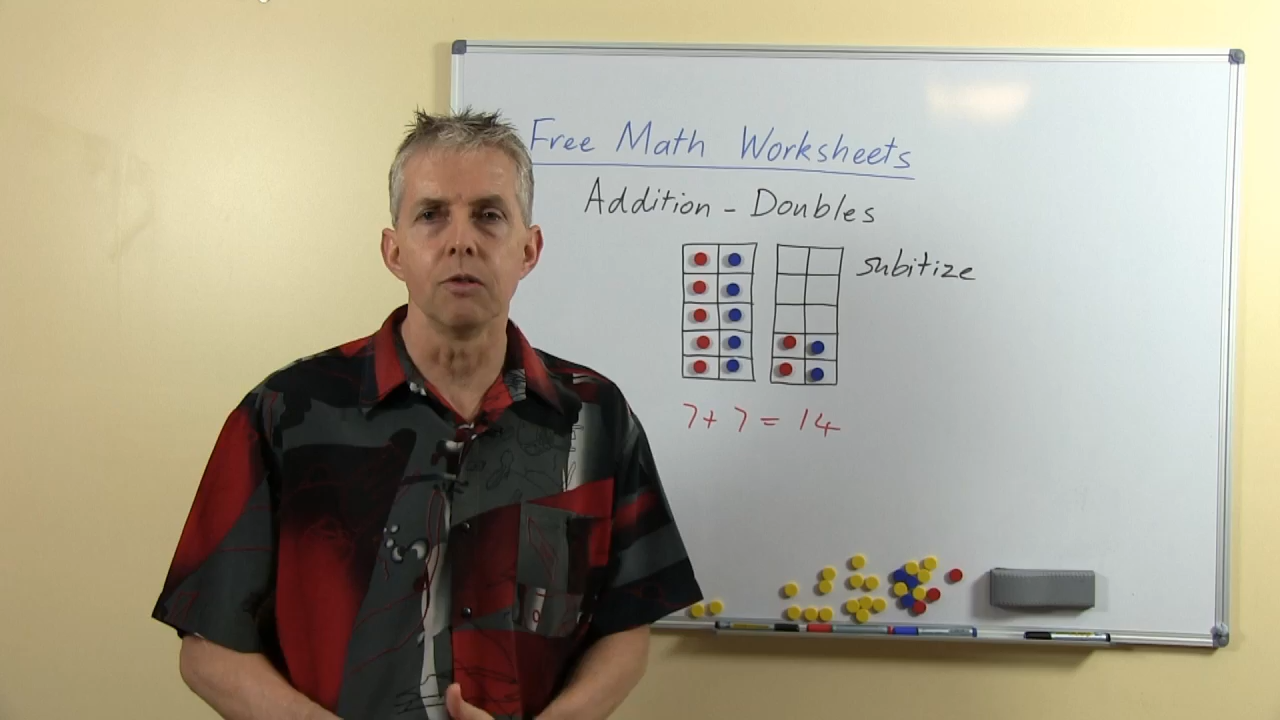 Free Math Worksheets
Addition - Doubles
subitize
7 + 7 = 14